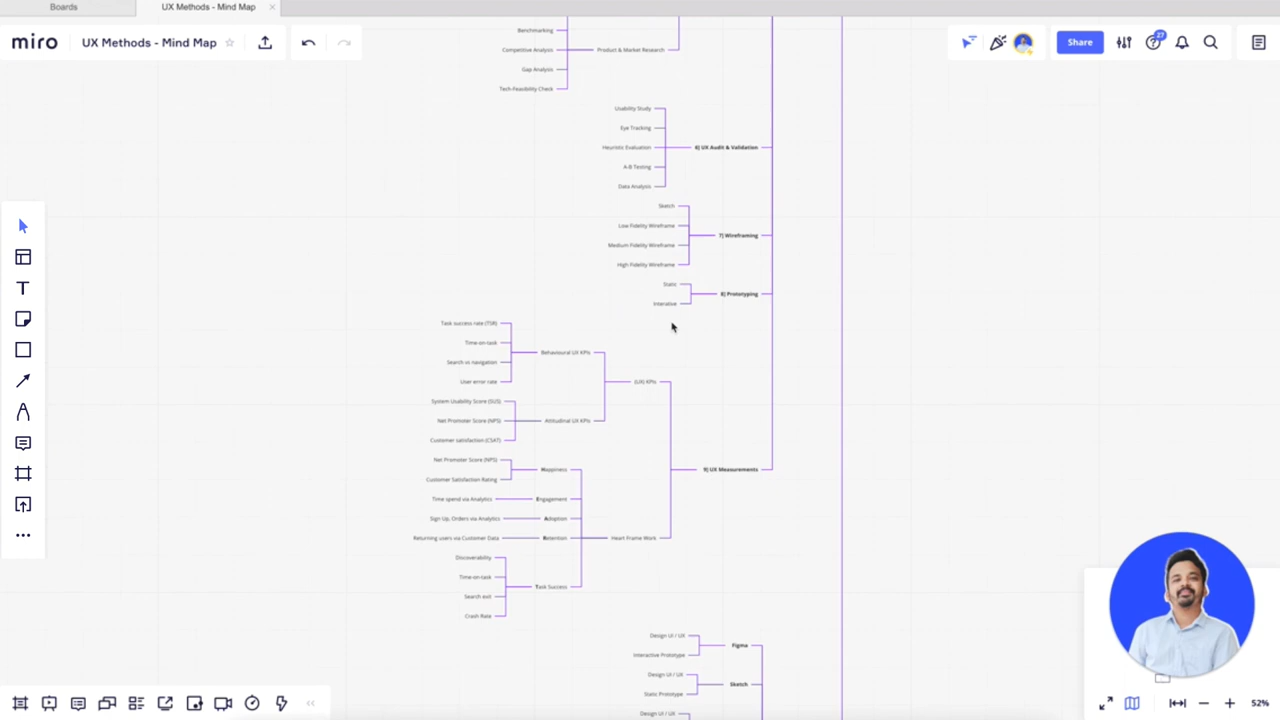 Boards
UX Methods - Mind Map
miro
UX Methods - Mind Map
Share
27
Benchmarking
Competitive Analysis
Product & Market Research
Gap Analysis
Tech-Feasibility Check
Usability Study
Eye Tracking
Heuristic Evaluation
6) UX Audit & Validation
A-B Testing
Data Analysis
Sketch
Low Fidelity Wireframe
7) Wireframing
Medium Fidelity Wireframe
High Fidelity Wireframe
Static
8) Prototyping
Interative
Task success rate (TSR)
Time-on-task
Behavioural UX KPIs
Search vs navigation
User error rate
(UX) KPIs
System Usability Score (SUS)
Net Promoter Score (NPS)
Attitudinal UX KPIs
Customer satisfaction (CSAT)
Net Promoter Score (NPS)
Happiness
9) UX Measurements
Customer Satisfaction Rating
Time spend via Analytics
Engagement
Sign Up, Orders via Analytics
Adoption
Returning users via Customer Data
Retention
Heart Frame Work
Discoverability
Time-on-task
Task Success
Search exit
Crash Rate
Design UI / UX
Figma
Interactive Prototype
Design UI / UX
Sketch
Static Prototype
Design UI / UX
52%